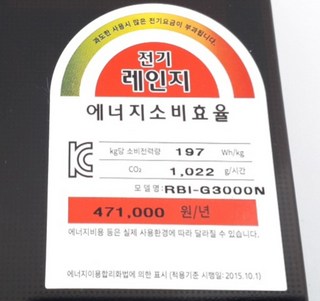 과도한 사용시 많은 전기요금이 부과됩니다.
전기
레인지
에너지소비효율
kg당 소비전력량 197 Wh/kg
CO₂ 1,022 g/시간
모델명:RBI-G3000N
471,000 원/년
에너지비용 등은 실제 사용환경에 따라 달라질 수 있습니다.
에너지이용합리화법에 의한 표시 (적용기준 시행일: 2015.10.1)